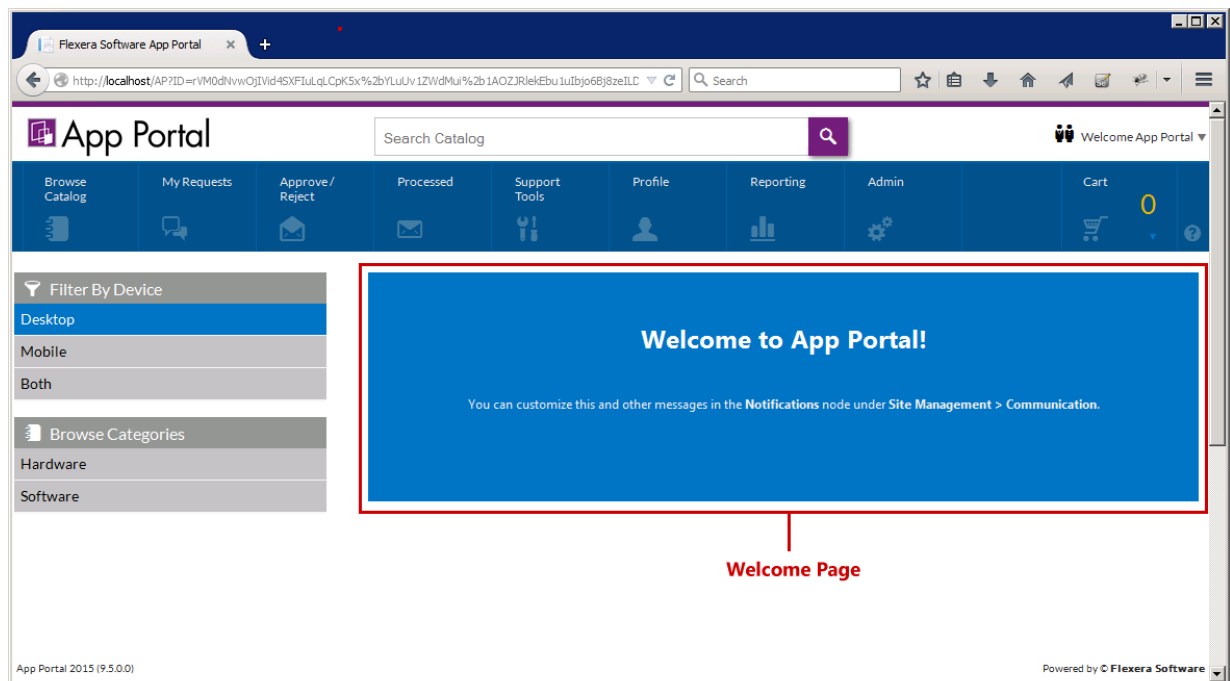 Flexera Software App Portal
http://localhost/AP?ID=rVM0dNvwOjIVid4SXFIuLqLCpK5x%2bYLuUv1ZWdMui%2b1AOZJRlekEbu1uIbjo6Bj8zeILC
Search
App Portal
Search Catalog
Welcome App Portal
Browse
Catalog
My Requests
Approve /
Reject
Processed
Support
Tools
Profile
Reporting
Admin
Cart
0
Filter By Device
Desktop
Mobile
Both
Browse Categories
Hardware
Software
Welcome to App Portal!
You can customize this and other messages in the Notifications node under Site Management > Communication.
Welcome Page
App Portal 2015 (9.5.0.0)
Powered by © Flexera Software